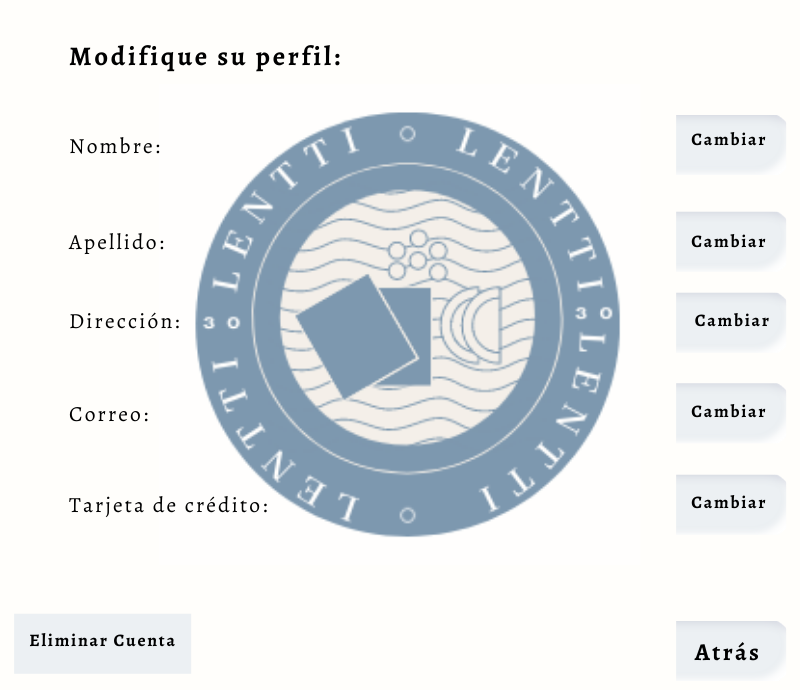 Modifique su perfil:
Nombre:
Cambiar
Apellido:
Cambiar
Dirección:
Cambiar
Correo:
Cambiar
Tarjeta de crédito:
Cambiar
LENTTI
LENTTI
30
30
LENTTI
LENTTI
Eliminar Cuenta
Atrás